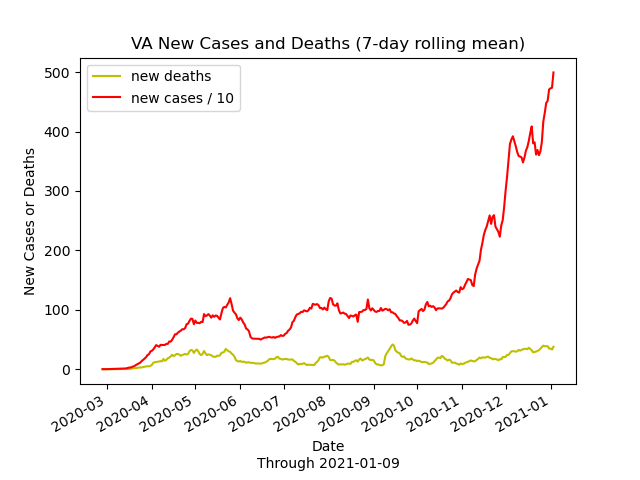 VA New Cases and Deaths (7-day rolling mean)
new deaths
new cases / 10
500
400
300
200
100
0
New Cases or Deaths
2020-03
2020-04
2020-05
2020-06
2020-07
2020-08
2020-09
2020-10
2020-11
2020-12
2021-01
Date
Through 2021-01-09